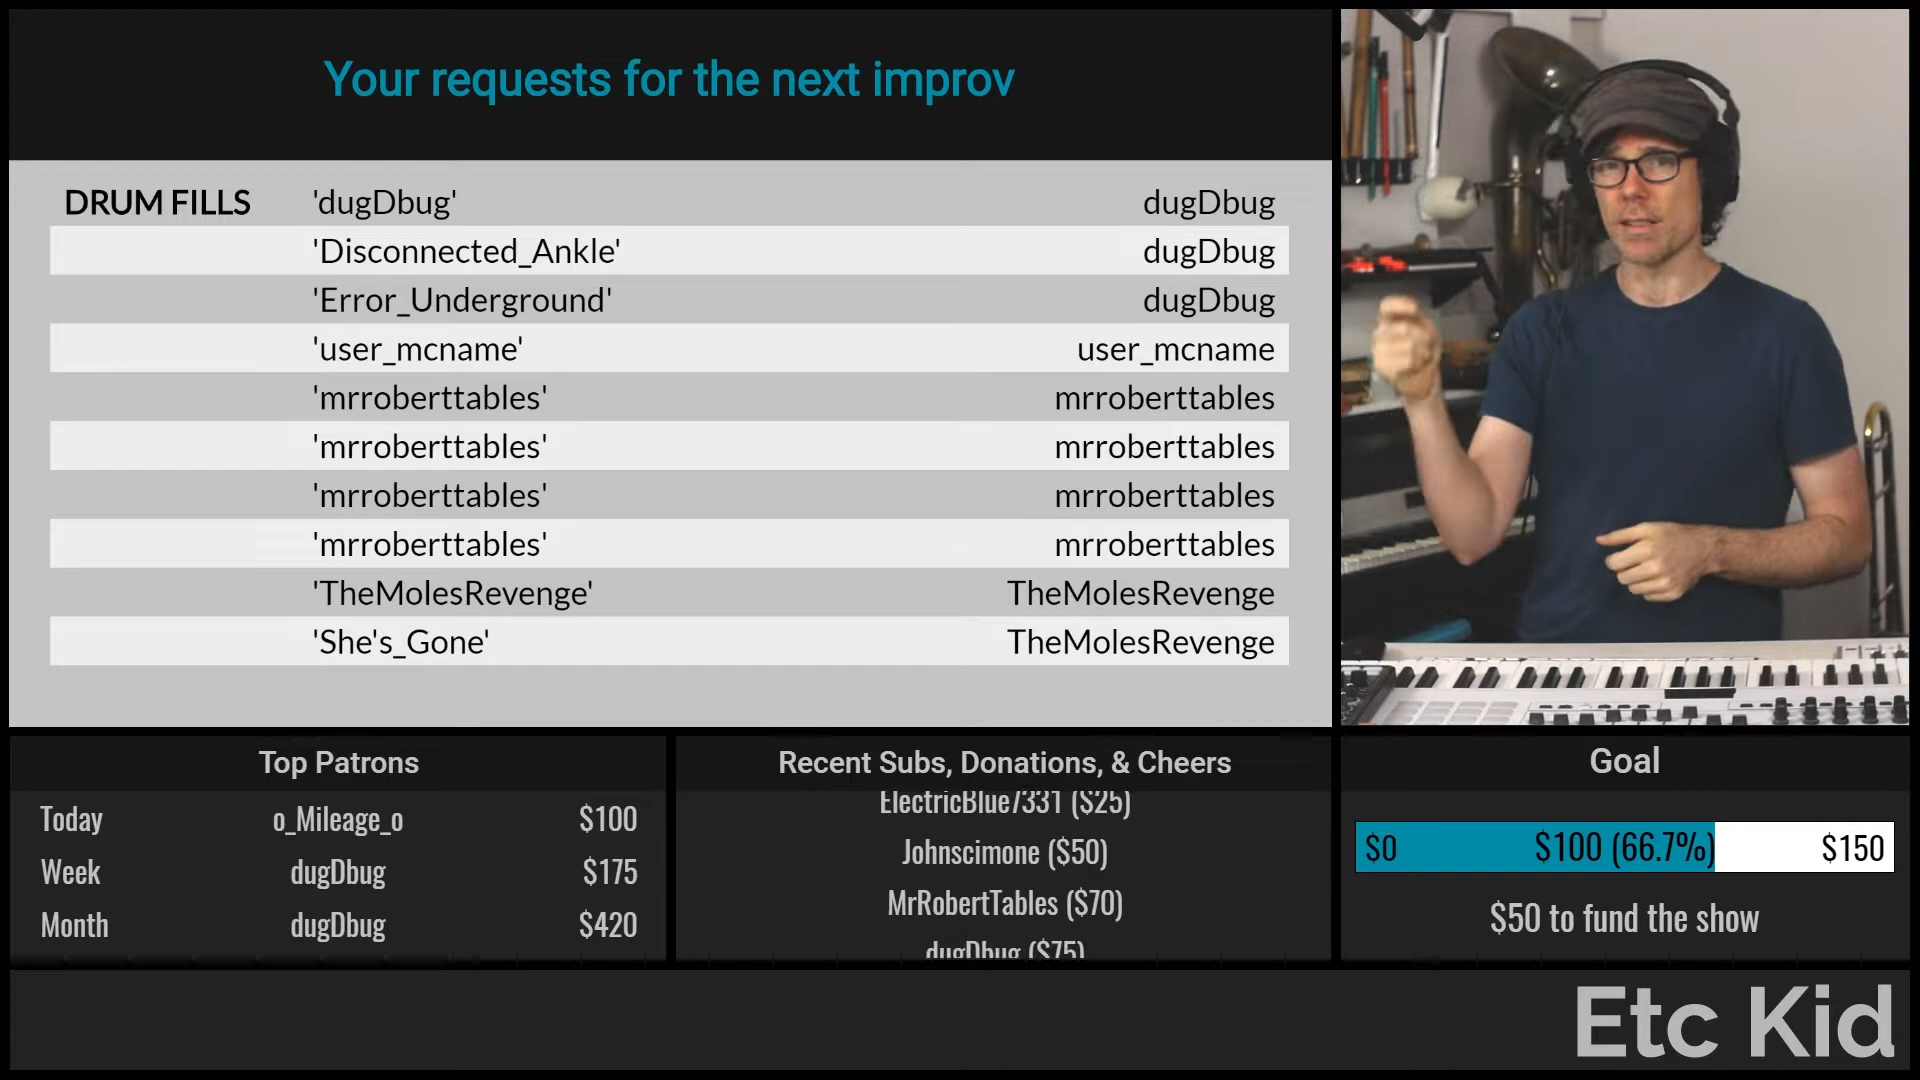 Your requests for the next improv
DRUM FILLS 'dugDbug' dugDbug
'Disconnected_Ankle' dugDbug
'Error_Underground' dugDbug
'user_mcname' user_mcname
'mrroberttables' mrroberttables
'mrroberttables' mrroberttables
'mrroberttables' mrroberttables
'mrroberttables' mrroberttables
'TheMolesRevenge' TheMolesRevenge
'She's_Gone' TheMolesRevenge
Top Patrons
Today o_Mileage_o $100
Week dugDbug $175
Month dugDbug $420
Recent Subs, Donations, & Cheers
ElectricBlue7331 ($25)
Johnscimone ($50)
MrRobertTables ($70)
dugDbug ($75)
Goal
$0 $100 (66.7%) $150
$50 to fund the show
Etc Kid